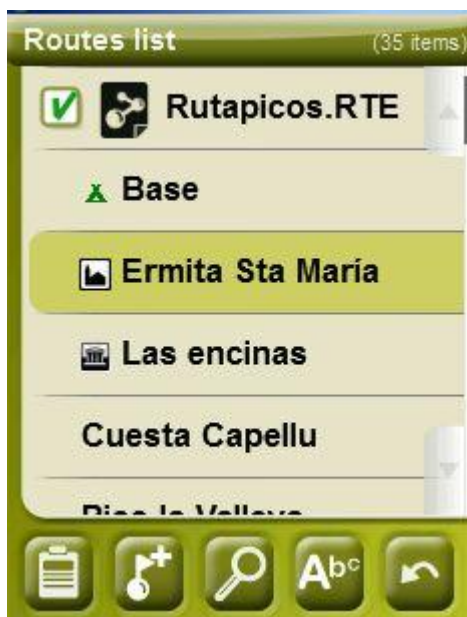 Routes list (35 items)
Rutapicos.RTE
Base
Ermita Sta María
Las encinas
Cuesta Capellu
Abc